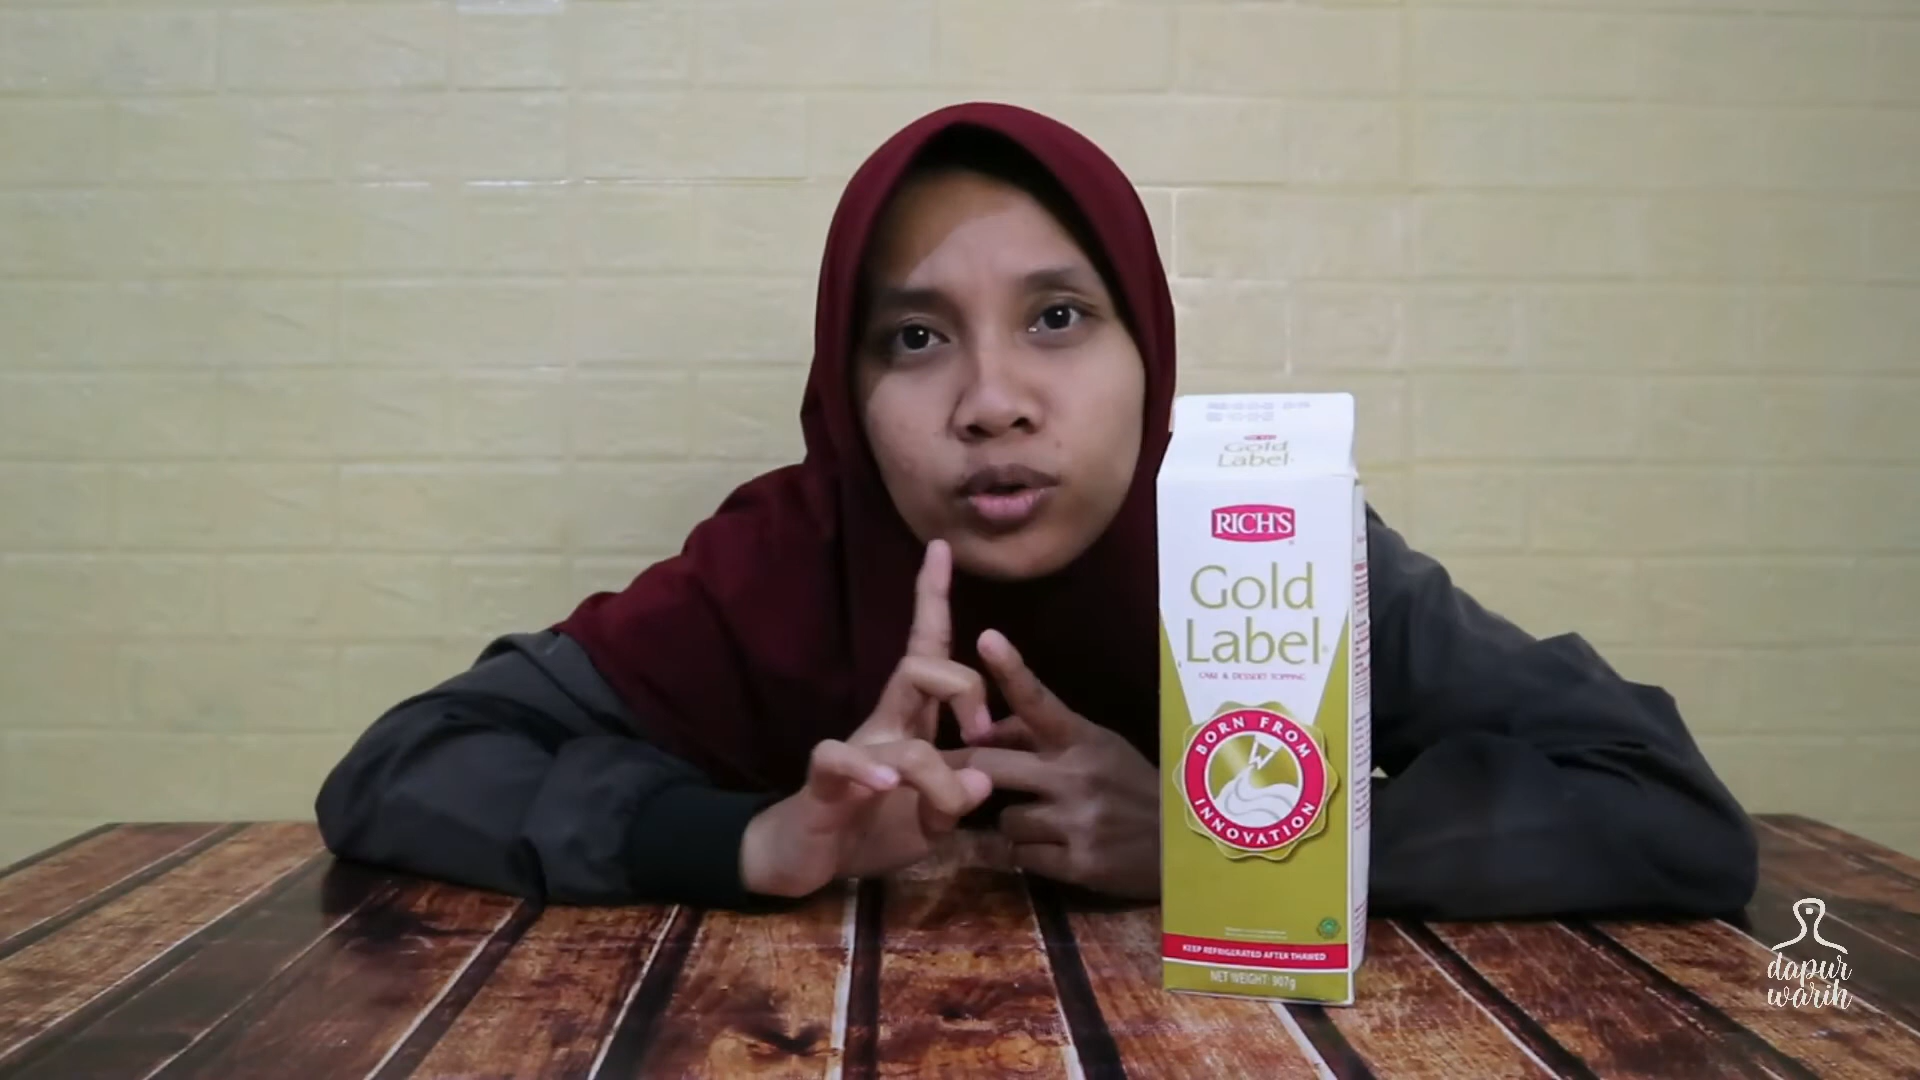 Gold
Label
RICH'S
Gold
Label
CAKE & DESSERT TOPPING
BORN FROM
INNOVATION
KEEP REFRIGERATED AFTER THAWED
NET WEIGHT: 907g
dapur
warih